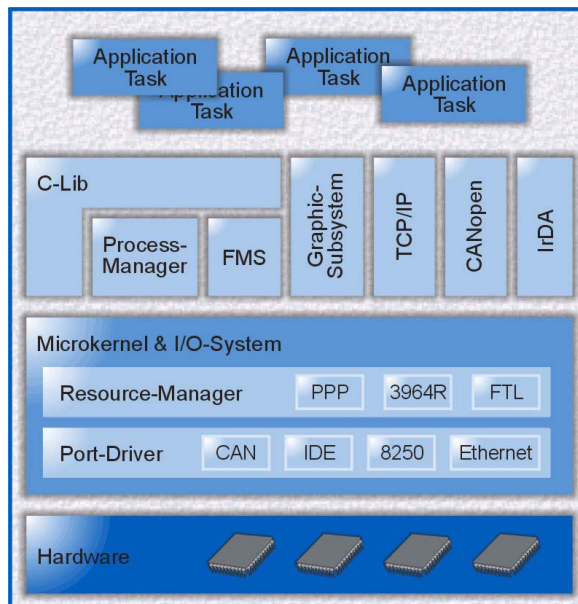 Application
Task
Application
Task
Application
Task
Application
Task
C-Lib
Process-
Manager
FMS
Graphic-
Subsystem
TCP/IP
CANopen
IrDA
Microkernel & I/O-System
Resource-Manager
PPP
3964R
FTL
Port-Driver
CAN
IDE
8250
Ethernet
Hardware